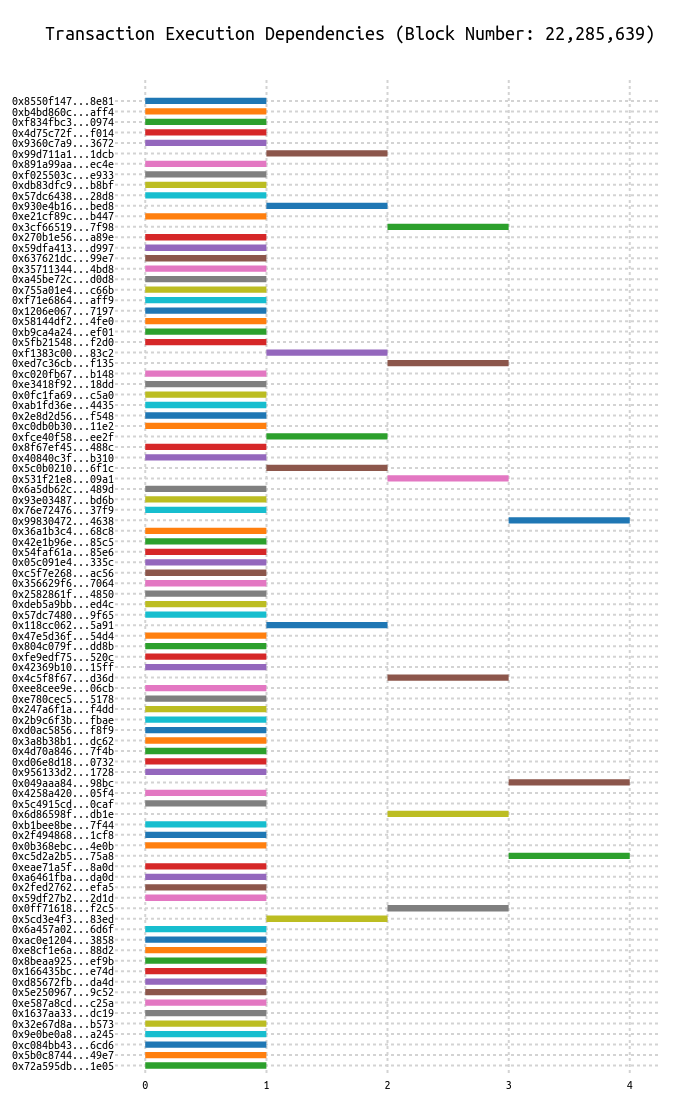 Transaction Execution Dependencies (Block Number: 22,285,639)
0x8550f147...8e81
0xb4bd860c...aff4
0xf834fbc3...0974
0x4d75c72f...f014
0x9360c7a9...3672
0x99d711a1...1dcb
0x891a99aa...ec4e
0xf025503c...e933
0xdb83dfc9...b8bf
0x57dc6438...28d8
0x930e4b16...bed8
0xe21cf89c...b447
0x3cf66519...7f98
0x270b1e56...a89e
0x59dfa413...d997
0x637621dc...99e7
0x35711344...4bd8
0xa45be72c...d0d8
0x755a01e4...c66b
0xf71e6864...aff9
0x1206e067...7197
0x58144df2...4fe0
0xb9ca4a24...ef01
0x5fb21548...f2d0
0xf1383c00...83c2
0xed7c36cb...f135
0xc020fb67...b148
0xe3418f92...18dd
0x0fc1fa69...c5a0
0xab1fd36e...4435
0x2e8d2d56...f548
0xc0db0b30...11e2
0xfce40f58...ee2f
0x8f67ef45...488c
0x40840c3f...b310
0x5c0b0210...6f1c
0x531f21e8...09a1
0x6a5db62c...489d
0x93e03487...bd6b
0x76e72476...37f9
0x99830472...4638
0x36a1b3c4...68c8
0x42e1b96e...85c5
0x54faf61a...85e6
0x05c091e4...335c
0xc5f7e268...ac56
0x356629f6...7064
0x2582861f...4850
0xdeb5a9bb...ed4c
0x57dc7480...9f65
0x118cc062...5a91
0x47e5d36f...54d4
0x804c079f...dd8b
0xfe9edf75...520c
0x42369b10...15ff
0x4c5f8f67...d36d
0xee8cee9e...06cb
0xe780cec5...5178
0x247a6f1a...f4dd
0x2b9c6f3b...fbae
0xd0ac5856...f8f9
0x3a8b38b1...dc62
0x4d70a846...7f4b
0xd06e8d18...0732
0x956133d2...1728
0x049aaa84...98bc
0x4258a420...05f4
0x5c4915cd...0caf
0x6d86598f...db1e
0xb1bee8be...7f44
0x2f494868...1cf8
0x0b368ebc...4e0b
0xc5d2a2b5...75a8
0xeae71a5f...8a0d
0xa6461fba...da0d
0x2fed2762...efa5
0x59df27b2...2d1d
0x0ff71618...f2c5
0x5cd3e4f3...83ed
0x6a457a02...6d6f
0xac0e1204...3858
0xe8cf1e6a...88d2
0x8beaa925...ef9b
0x166435bc...e74d
0xd85672fb...da4d
0x5e250967...9c52
0xe587a8cd...c25a
0x1637aa33...dc19
0x32e67d8a...b573
0x9e0be0a8...a245
0xc084bb43...6cd6
0x5b0c8744...49e7
0x72a595db...1e05
0 1 2 3 4